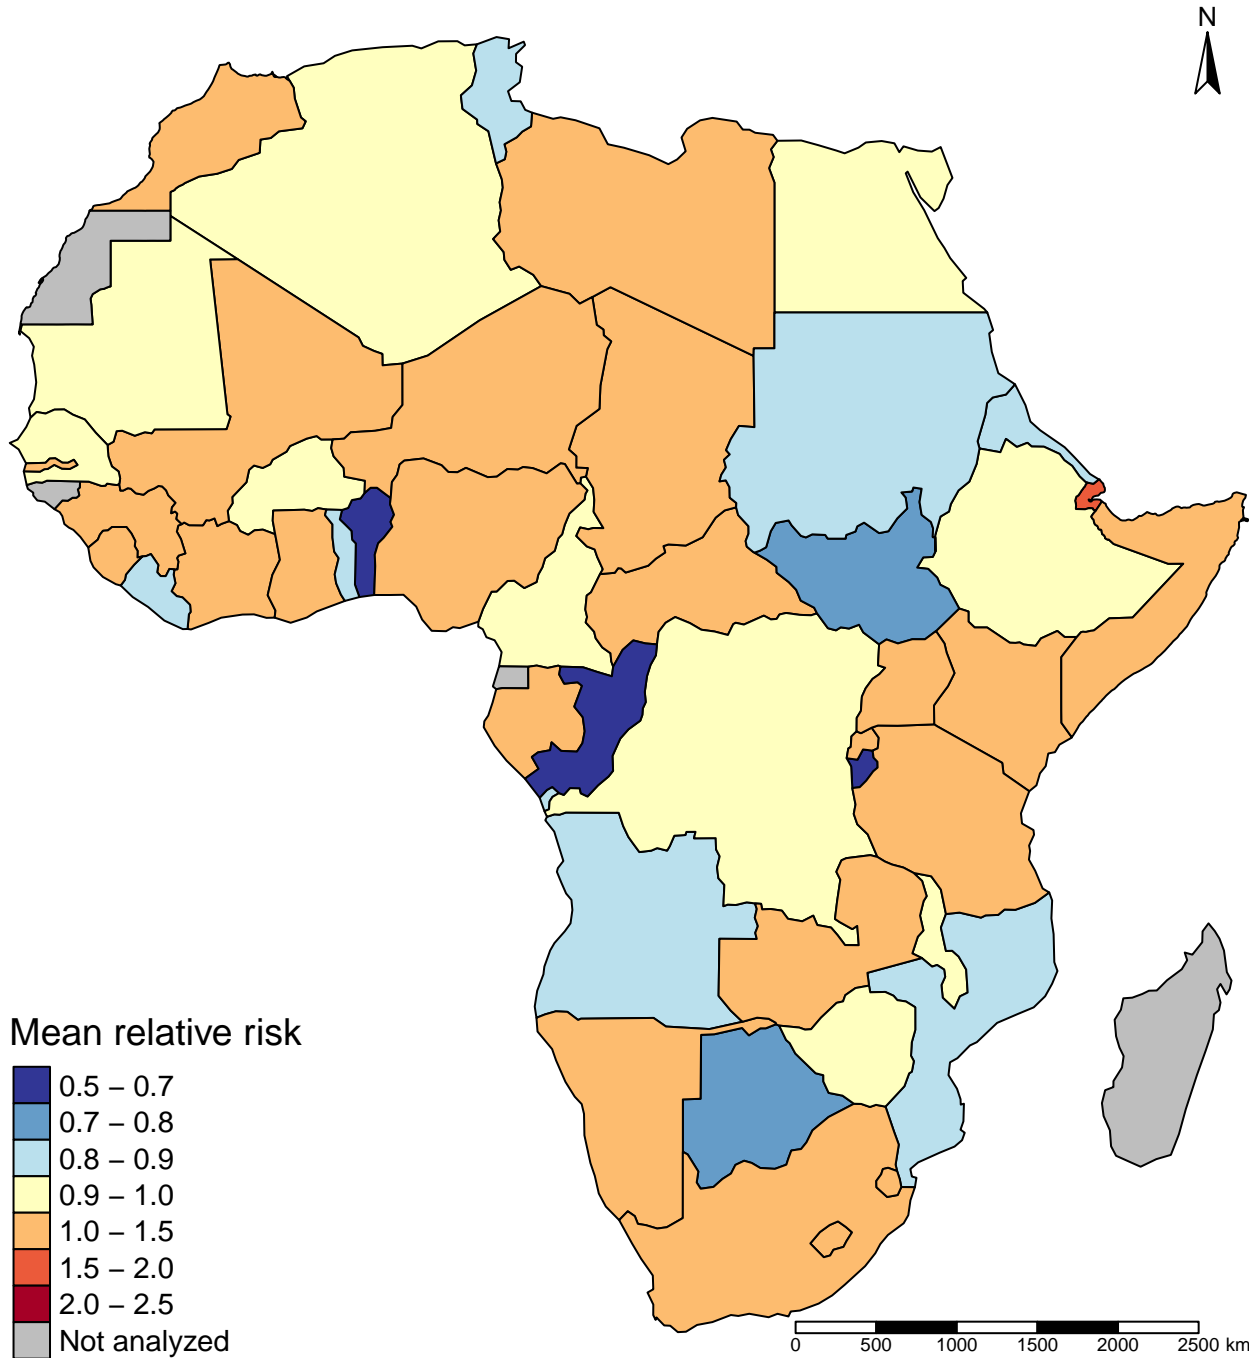 N
Mean relative risk
0.5 – 0.7
0.7 – 0.8
0.8 – 0.9
0.9 – 1.0
1.0 – 1.5
1.5 – 2.0
2.0 – 2.5
Not analyzed
0 500 1000 1500 2000 2500 km